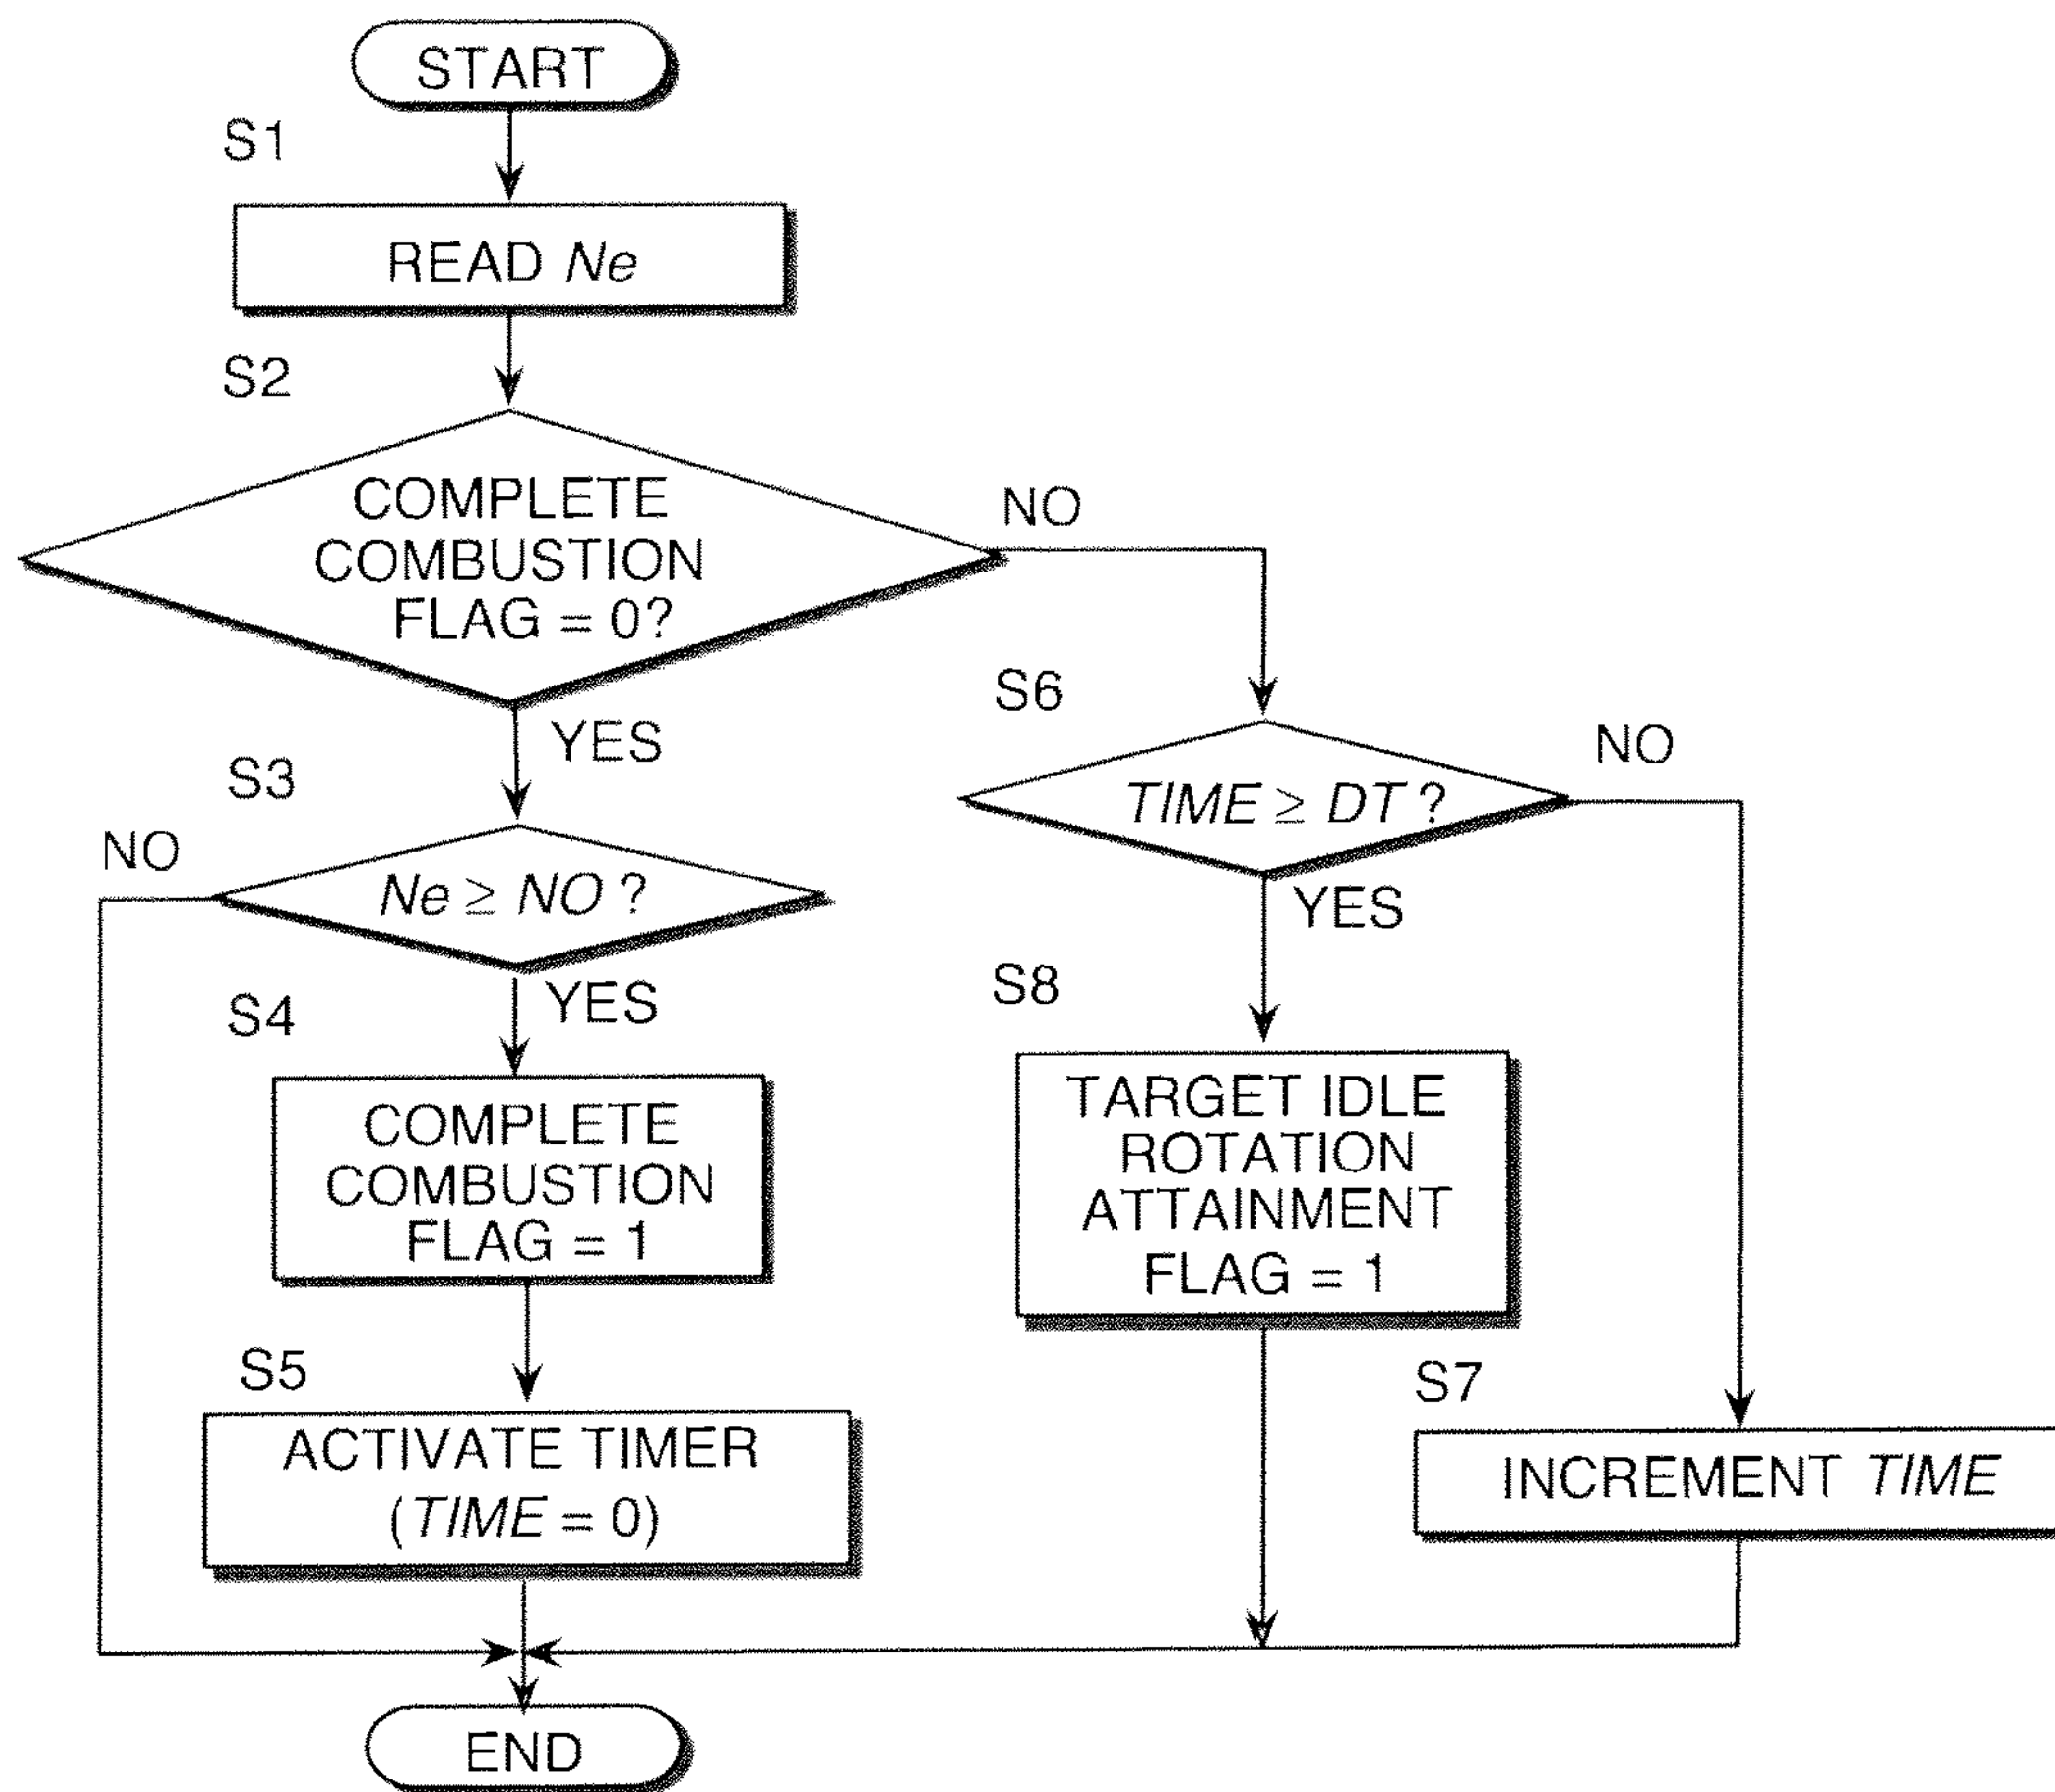 START
S1
READ Ne
S2
COMPLETE
COMBUSTION
FLAG = 0?
NO
YES
S3
NO
Ne ≥ NO ?
YES
S4
COMPLETE
COMBUSTION
FLAG = 1
S5
ACTIVATE TIMER
(TIME = 0)
S6
TIME ≥ DT ?
NO
YES
S8
TARGET IDLE
ROTATION
ATTAINMENT
FLAG = 1
S7
INCREMENT TIME
END